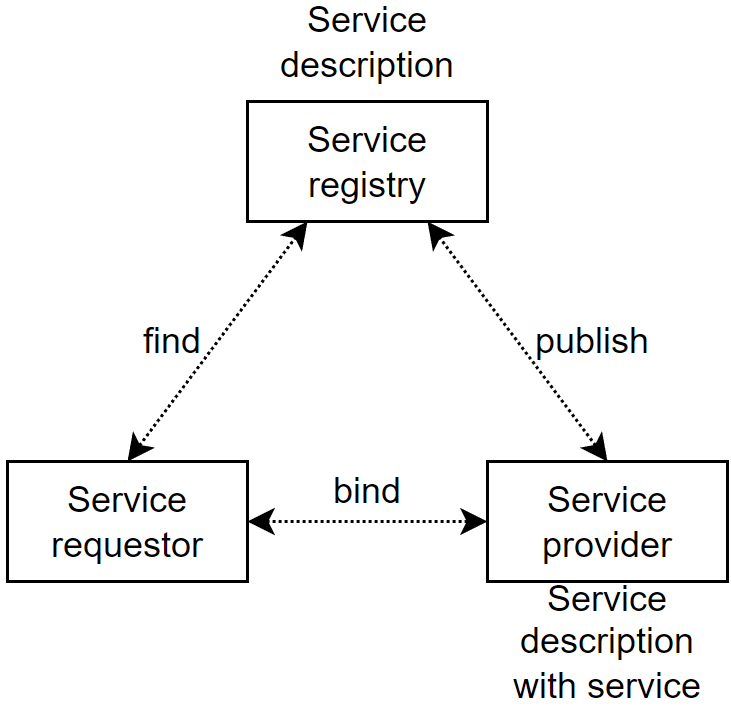 Service
description
Service
registry
find
publish
Service
requestor
bind
Service
provider
Service
description
with service